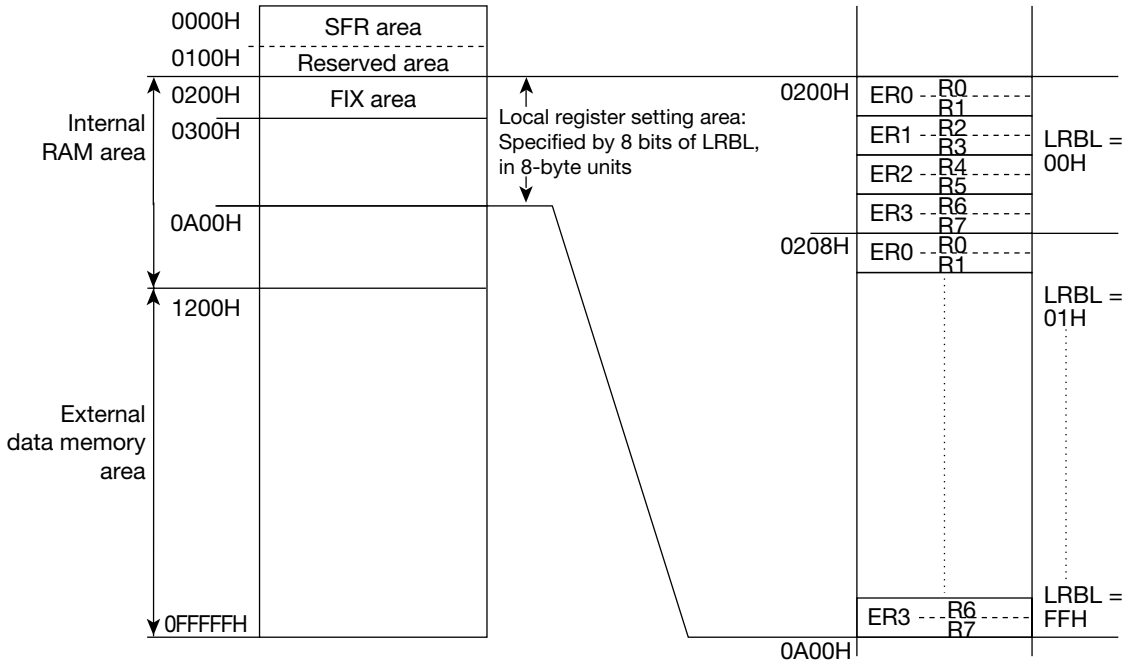 0000H
SFR area
0100H
Reserved area
0200H
FIX area
0300H
Internal
RAM area
0A00H
1200H
External
data memory
area
0FFFFFH
Local register setting area:
Specified by 8 bits of LRBL,
in 8-byte units
0200H
ER0
R0
R1
ER1
R2
R3
ER2
R4
R5
ER3
R6
R7
LRBL =
00H
0208H
ER0
R0
R1
LRBL =
01H
ER3
R6
R7
LRBL =
FFH
0A00H